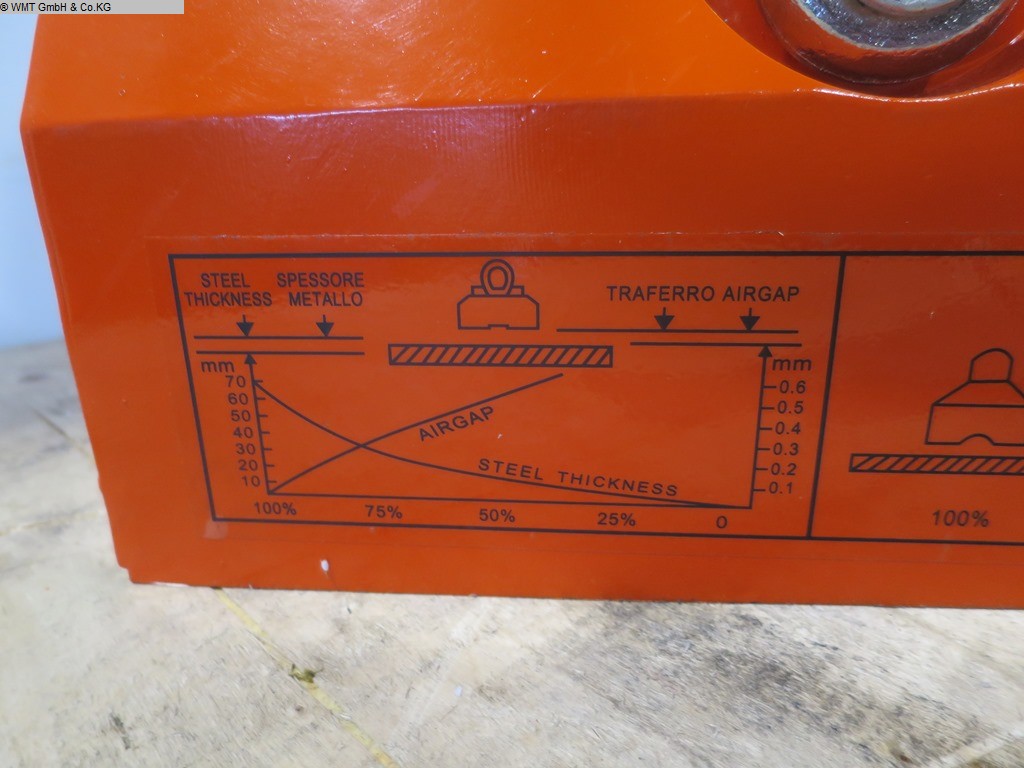 © WMT GmbH & Co.KG
STEEL THICKNESS
SPESSORE METALLO
TRAFERRO AIRGAP
mm
70
60
50
40
30
20
10
AIRGAP
STEEL THICKNESS
mm
0.6
0.5
0.4
0.3
0.2
0.1
100% 75% 50% 25% 0
100%